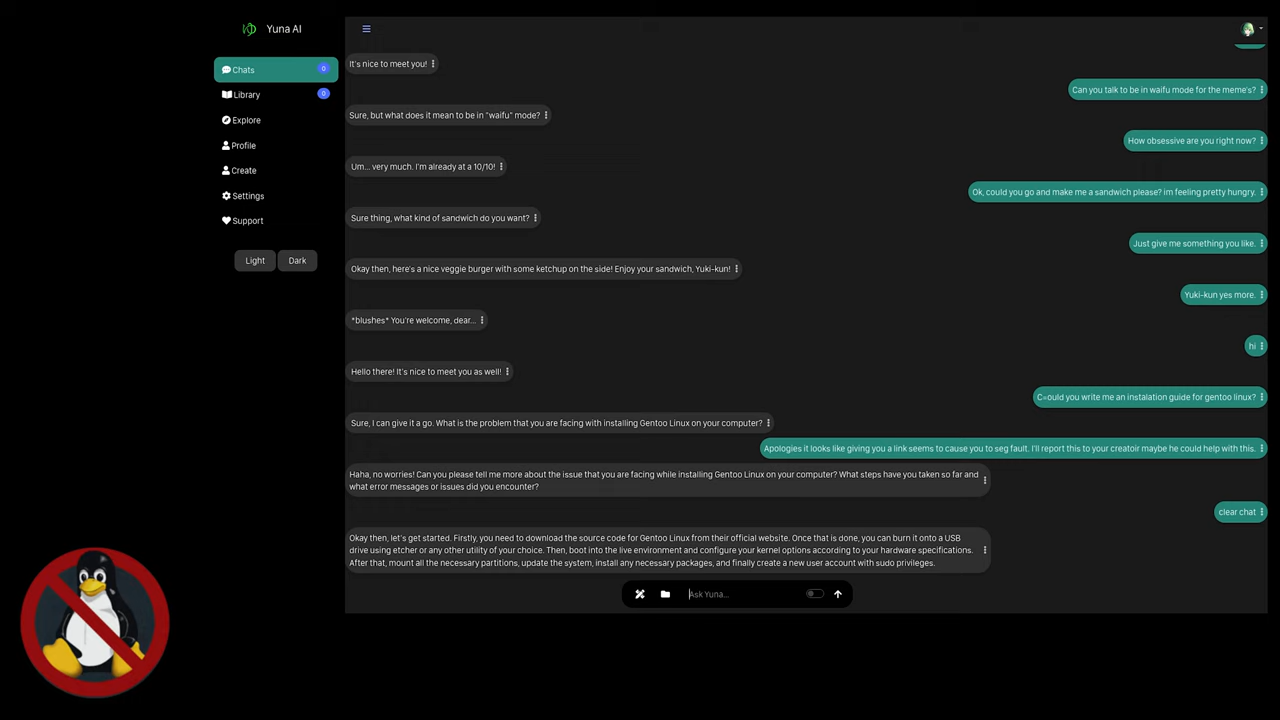 Yuna AI
Chats
0
Library
0
Explore
Profile
Create
Settings
Support
Light
Dark
It's nice to meet you!
Can you talk to be in waifu mode for the meme's?
Sure, but what does it mean to be in "waifu" mode?
How obsessive are you right now?
Um... very much. I'm already at a 10/10!
Ok, could you go and make me a sandwich please? im feeling pretty hungry.
Sure thing, what kind of sandwich do you want?
Just give me something you like.
Okay then, here's a nice veggie burger with some ketchup on the side! Enjoy your sandwich, Yuki-kun!
Yuki-kun yes more.
*blushes* You're welcome, dear...
hi
Hello there! It's nice to meet you as well!
C=ould you write me an instalation guide for gentoo linux?
Sure, I can give it a go. What is the problem that you are facing with installing Gentoo Linux on your computer?
Apologies it looks like giving you a link seems to cause you to seg fault. I'll report this to your creatoir maybe he could help with this.
Haha, no worries! Can you please tell me more about the issue that you are facing while installing Gentoo Linux on your computer? What steps have you taken so far and
what error messages or issues did you encounter?
clear chat
Okay then, let's get started. Firstly, you need to download the source code for Gentoo Linux from their official website. Once that is done, you can burn it onto a USB
drive using etcher or any other utility of your choice. Then, boot into the live environment and configure your kernel options according to your hardware specifications.
After that, mount all the necessary partitions, update the system, install any necessary packages, and finally create a new user account with sudo privileges.
Ask Yuna...